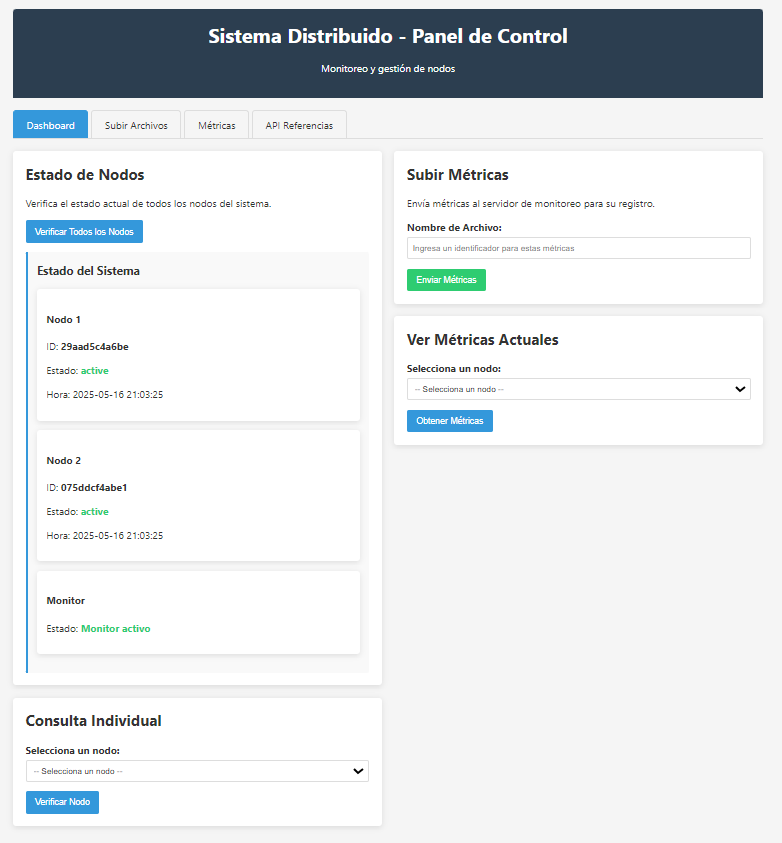 Sistema Distribuido - Panel de Control
Monitoreo y gestión de nodos
Dashboard
Subir Archivos
Métricas
API Referencias
Estado de Nodos
Verifica el estado actual de todos los nodos del sistema.
Verificar Todos los Nodos
Estado del Sistema
Nodo 1
ID: 29aad5c4a6be
Estado: active
Hora: 2025-05-16 21:03:25
Nodo 2
ID: 075ddcf4abe1
Estado: active
Hora: 2025-05-16 21:03:25
Monitor
Estado: Monitor activo
Consulta Individual
Selecciona un nodo:
-- Selecciona un nodo --
Verificar Nodo
Subir Métricas
Envía métricas al servidor de monitoreo para su registro.
Nombre de Archivo:
Ingresa un identificador para estas métricas
Enviar Métricas
Ver Métricas Actuales
Selecciona un nodo:
-- Selecciona un nodo --
Obtener Métricas